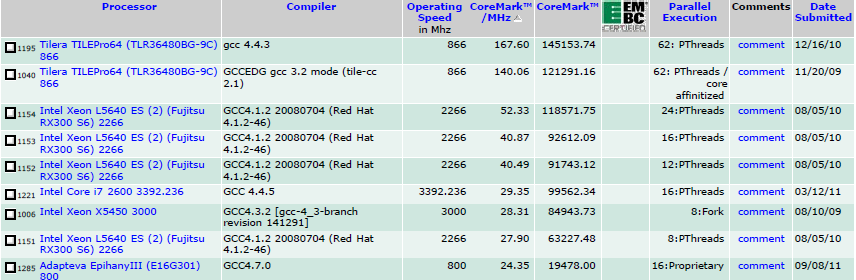 Processor Compiler Operating Speed in Mhz CoreMark™ /MHz CoreMark™ EM BC CERTIFIED Parallel Execution Comments Date Submitted
1195 Tilera TILEPro64 (TLR36480BG-9C) 866 gcc 4.4.3 866 167.60 145153.74 62: PThreads comment 12/16/10
1040 Tilera TILEPro64 (TLR36480BG-9C) 866 GCCEDG gcc 3.2 mode (tile-cc 2.1) 866 140.06 121291.16 62: PThreads / core affinitized comment 11/20/09
1154 Intel Xeon L5640 ES (2) (Fujitsu RX300 S6) 2266 GCC4.1.2 20080704 (Red Hat 4.1.2-46) 2266 52.33 118571.75 24:PThreads comment 08/05/10
1153 Intel Xeon L5640 ES (2) (Fujitsu RX300 S6) 2266 GCC4.1.2 20080704 (Red Hat 4.1.2-46) 2266 40.87 92612.09 16:PThreads comment 08/05/10
1152 Intel Xeon L5640 ES (2) (Fujitsu RX300 S6) 2266 GCC4.1.2 20080704 (Red Hat 4.1.2-46) 2266 40.49 91743.12 12:PThreads comment 08/05/10
1221 Intel Core i7 2600 3392.236 GCC 4.4.5 3392.236 29.35 99562.34 16:PThreads comment 03/12/11
1006 Intel Xeon X5450 3000 GCC4.3.2 [gcc-4_3-branch revision 141291] 3000 28.31 84943.73 8:Fork comment 08/10/09
1151 Intel Xeon L5640 ES (2) (Fujitsu RX300 S6) 2266 GCC4.1.2 20080704 (Red Hat 4.1.2-46) 2266 27.90 63227.48 8:PThreads comment 08/05/10
1285 Adapteva EpihanyIII (E16G301) 800 GCC4.7.0 800 24.35 19478.00 16:Proprietary comment 09/08/11